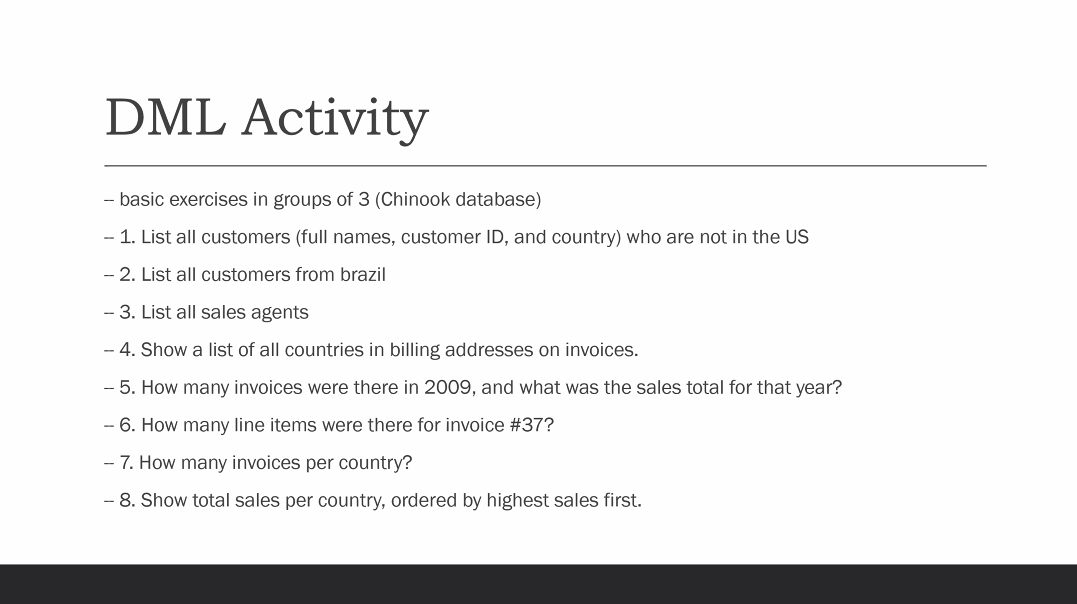 DML Activity
-- basic exercises in groups of 3 (Chinook database)
-- 1. List all customers (full names, customer ID, and country) who are not in the US
-- 2. List all customers from brazil
-- 3. List all sales agents
-- 4. Show a list of all countries in billing addresses on invoices.
-- 5. How many invoices were there in 2009, and what was the sales total for that year?
-- 6. How many line items were there for invoice #37?
-- 7. How many invoices per country?
-- 8. Show total sales per country, ordered by highest sales first.